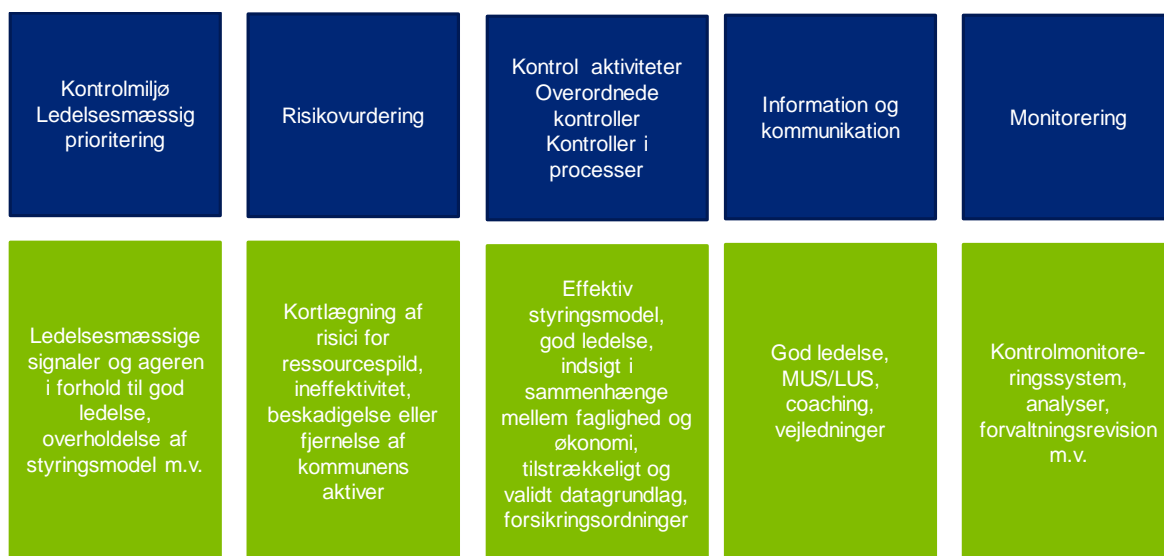 Kontrolmiljø
Ledelsesmæssig
prioritering
Risikovurdering
Kontrol aktiviteter
Overordnede
kontroller
Kontroller i
processer
Information og
kommunikation
Monitorering
Ledelsesmæssige
signaler og ageren
i forhold til god
ledelse,
overholdelse af
styringsmodel m.v.
Kortlægning af
risici for
ressourcespild,
ineffektivitet,
beskadigelse eller
fjernelse af
kommunens
aktiver
Effektiv
styringsmodel,
god ledelse,
indsigt i
sammenhænge
mellem faglighed og
økonomi,
tilstrækkeligt og
validt datagrundlag,
forsikringsordninger
God ledelse,
MUS/LUS,
coaching,
vejledninger
Kontrolmonitore-
ringssystem,
analyser,
forvaltningsrevision
m.v.